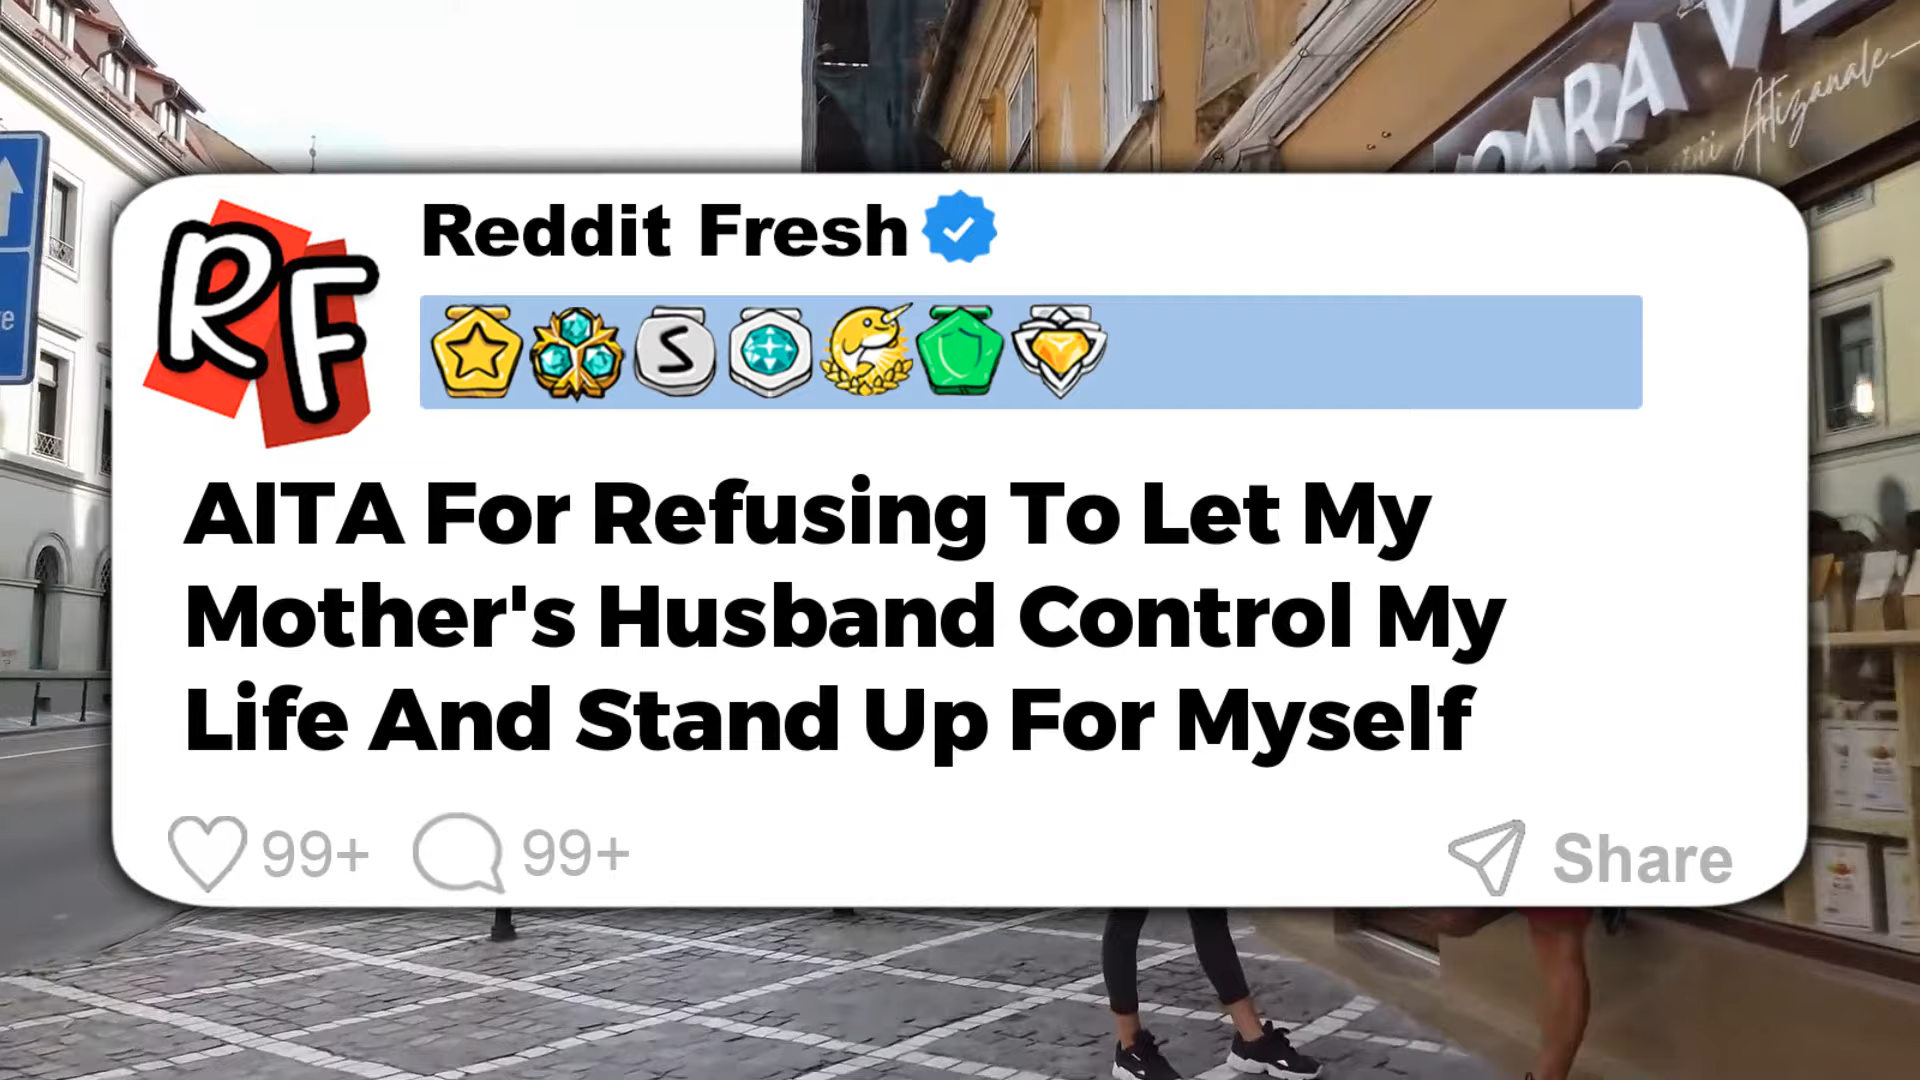 Reddit Fresh
RF
S
AITA For Refusing To Let My
Mother's Husband Control My
Life And Stand Up For Myself
99+ 99+ Share
Artizanale